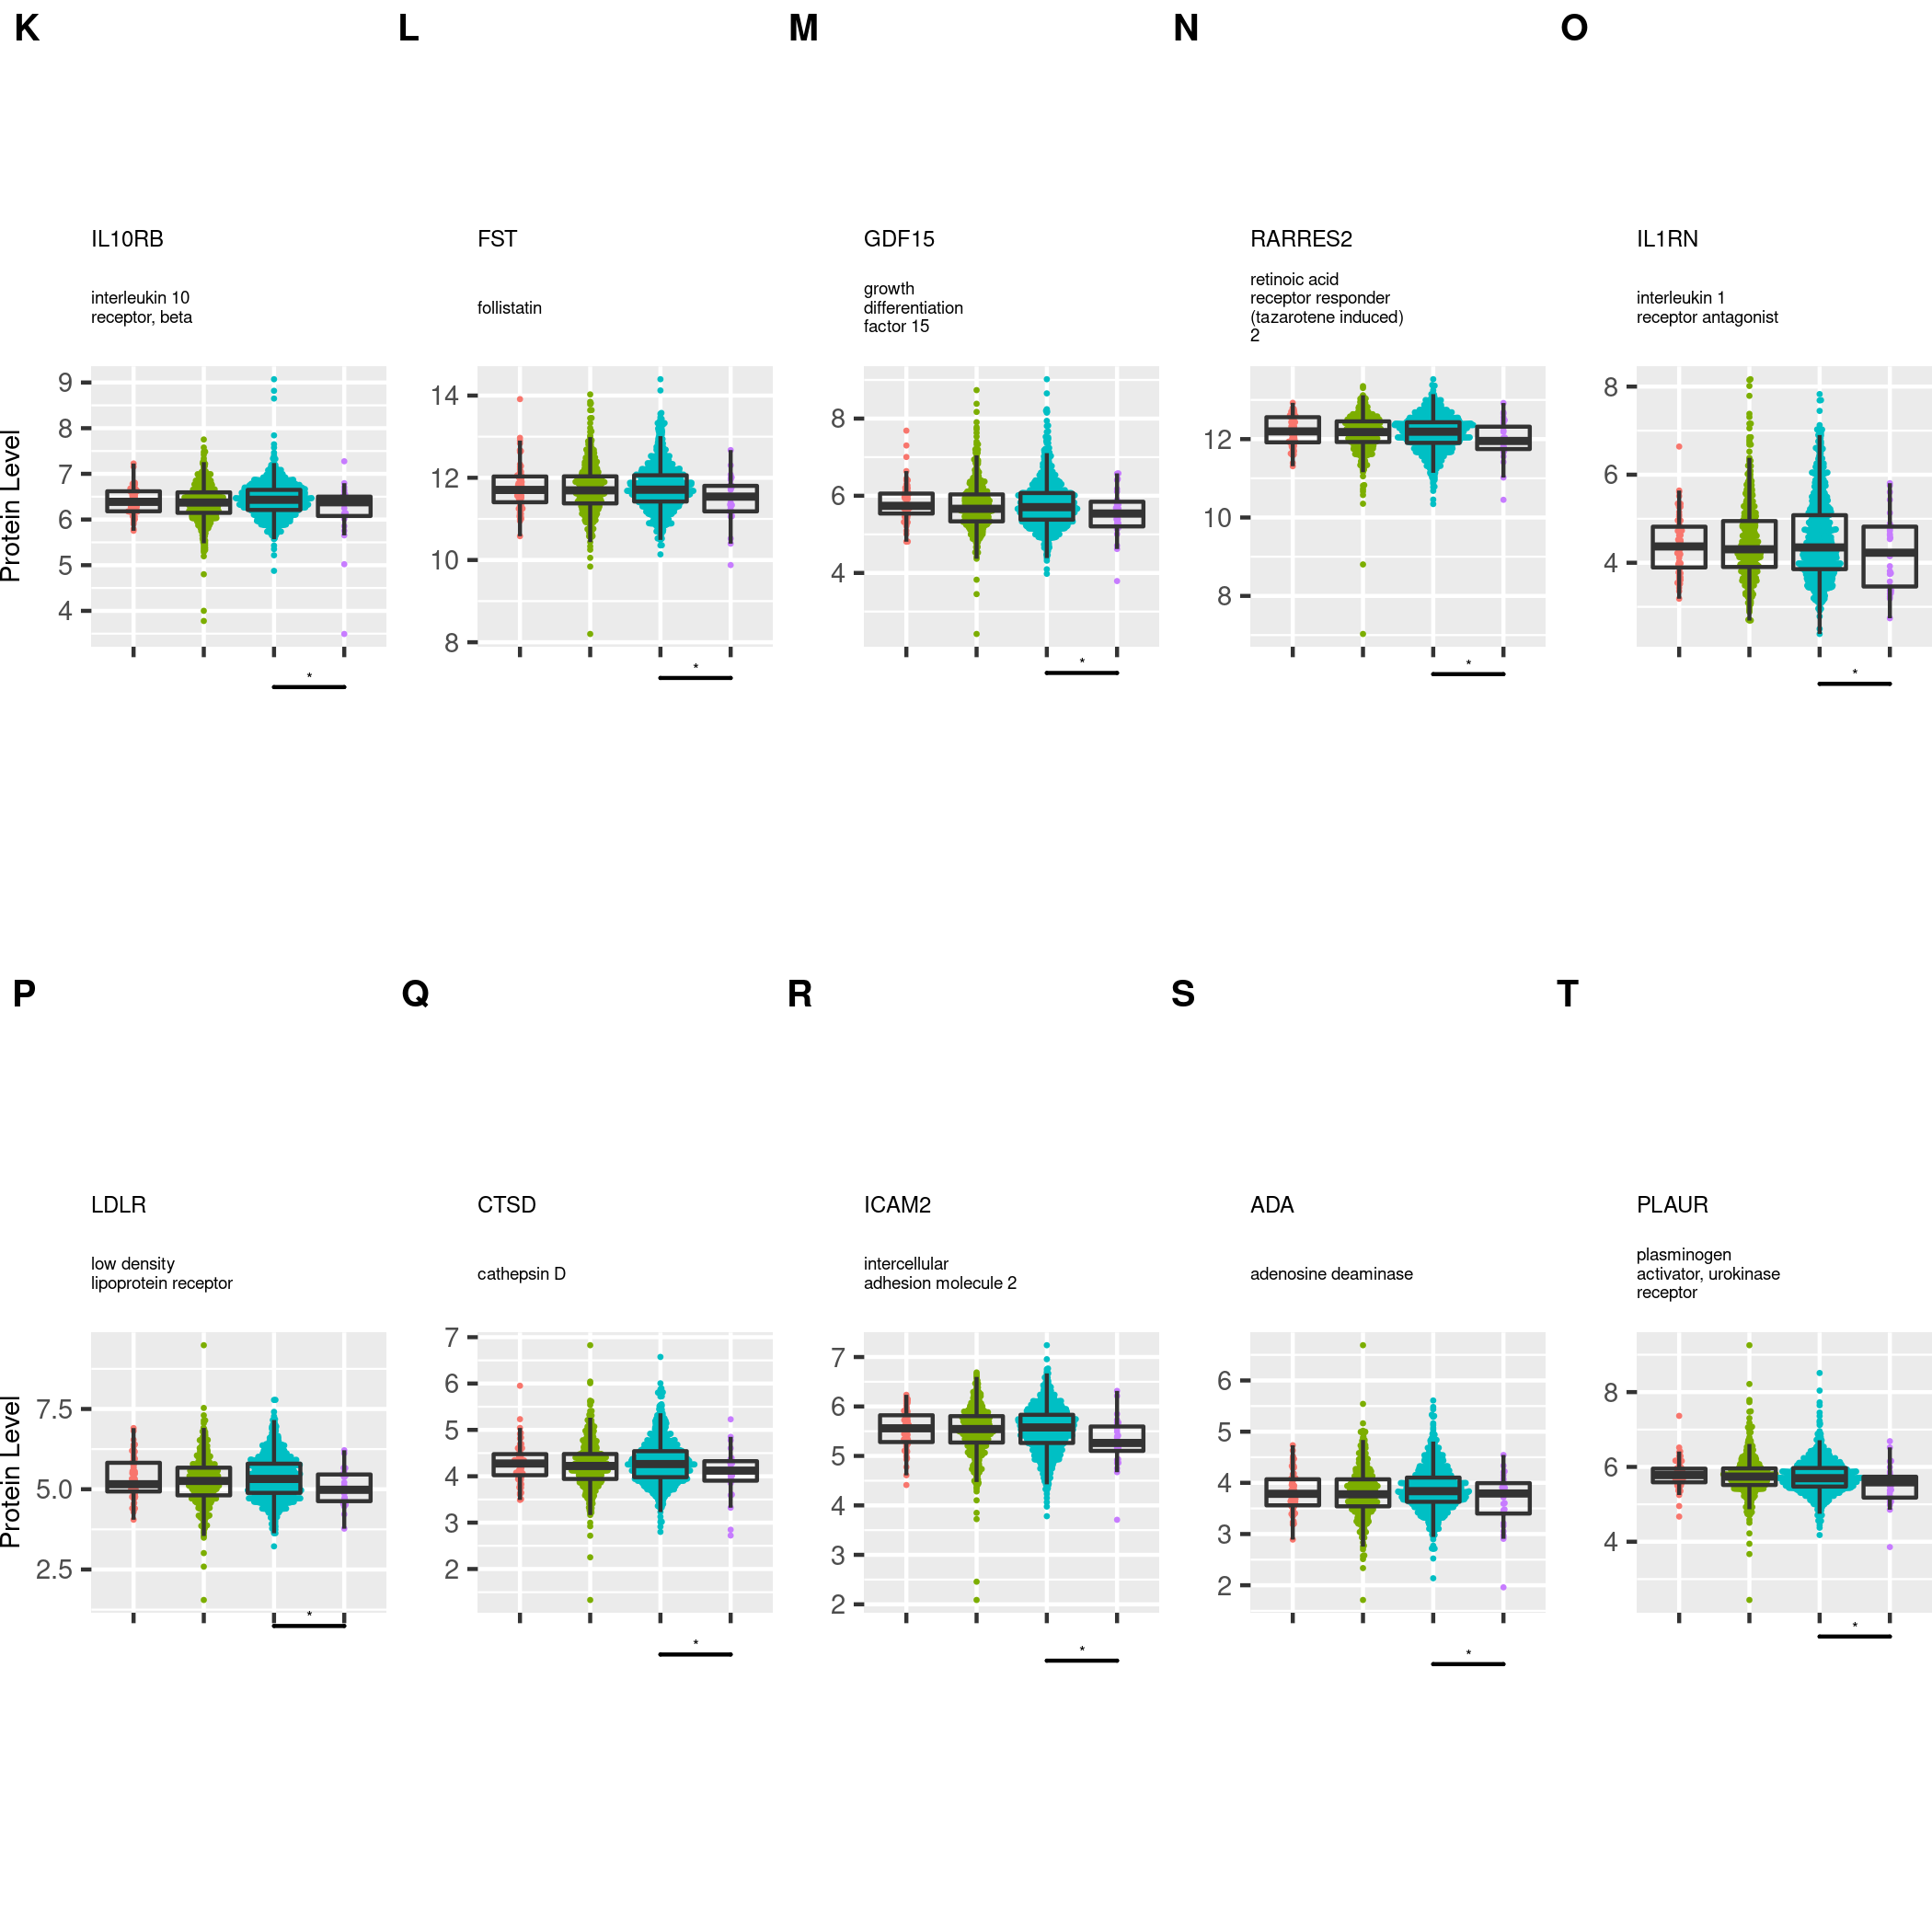 K
L
M
N
O
IL10RB
FST
GDF15
RARRES2
IL1RN
interleukin 10
receptor, beta
follistatin
growth
differentiation
factor 15
retinoic acid
receptor responder
(tazarotene induced)
2
interleukin 1
receptor antagonist
Protein Level
9
8
7
6
5
4
*
14
12
10
8
*
8
6
4
*
12
10
8
*
8
6
4
*
P
Q
R
S
T
LDLR
CTSD
ICAM2
ADA
PLAUR
low density
lipoprotein receptor
cathepsin D
intercellular
adhesion molecule 2
adenosine deaminase
plasminogen
activator, urokinase
receptor
Protein Level
7.5
5.0
2.5
*
7
6
5
4
3
2
*
7
6
5
4
3
2
*
6
5
4
3
2
*
8
6
4
*